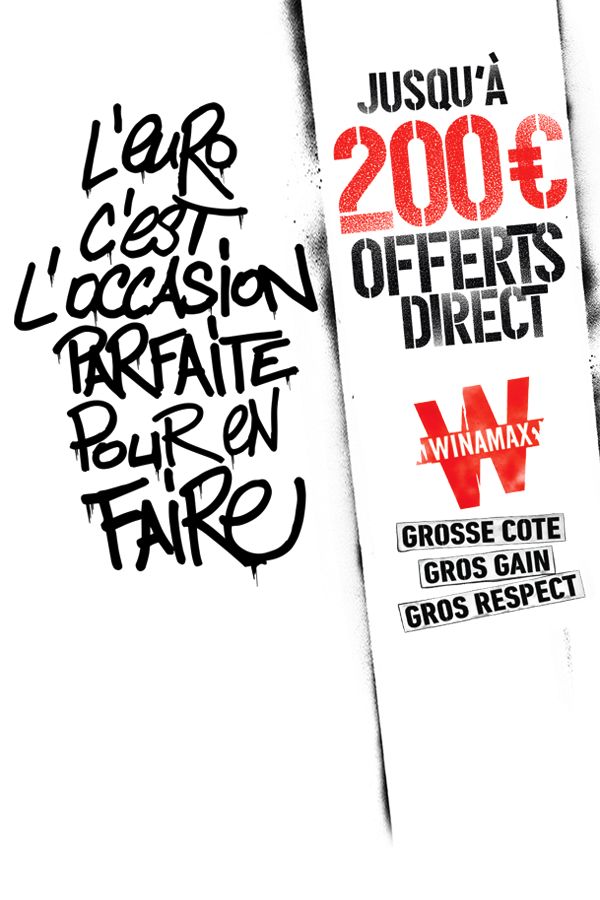 L'euro
c'est
l'occasion
parfaite
pour en
faire
JUSQU'À
200€
OFFERTS
DIRECT
W
WINAMAX
GROSSE COTE
GROS GAIN
GROS RESPECT